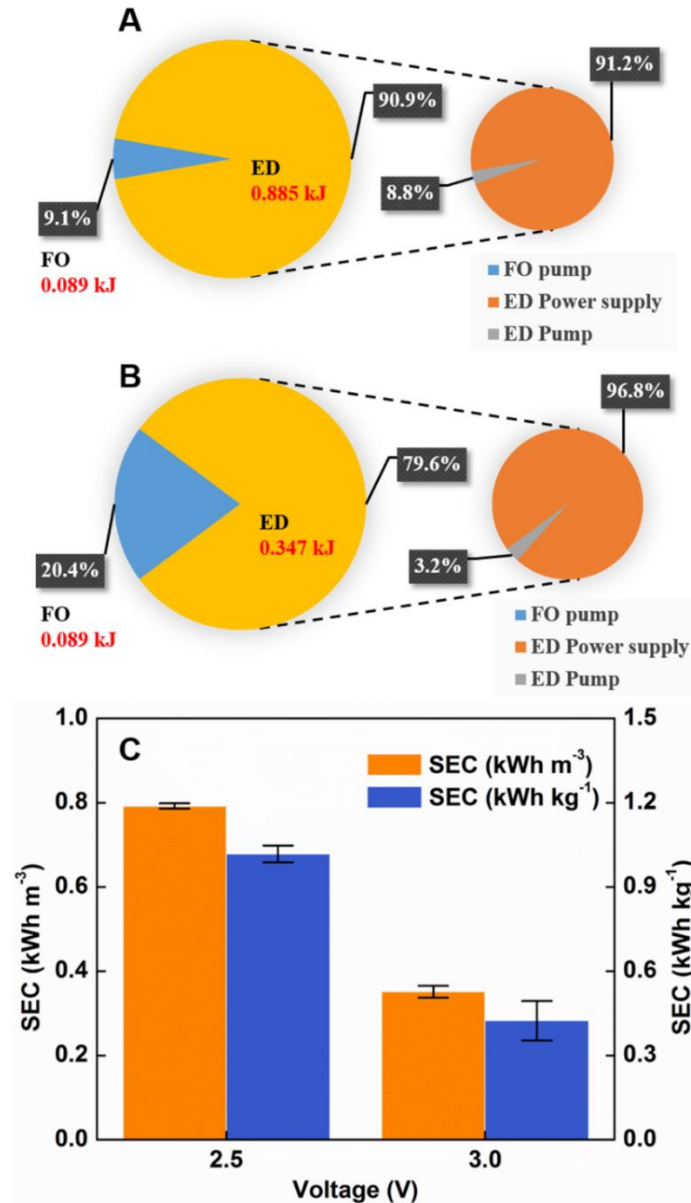 A
91.2%
90.9%
ED
0.885 kJ
8.8%
9.1%
FO
0.089 kJ
FO pump
ED Power supply
ED Pump
B
96.8%
79.6%
ED
0.347 kJ
20.4%
3.2%
FO
0.089 kJ
FO pump
ED Power supply
ED Pump
C
SEC (kWh m⁻³)
SEC (kWh kg⁻¹)
1.0
0.8
0.6
0.4
0.2
0.0
SEC (kWh m⁻³)
1.5
1.2
0.9
0.6
0.3
0.0
SEC (kWh kg⁻¹)
2.5
3.0
Voltage (V)